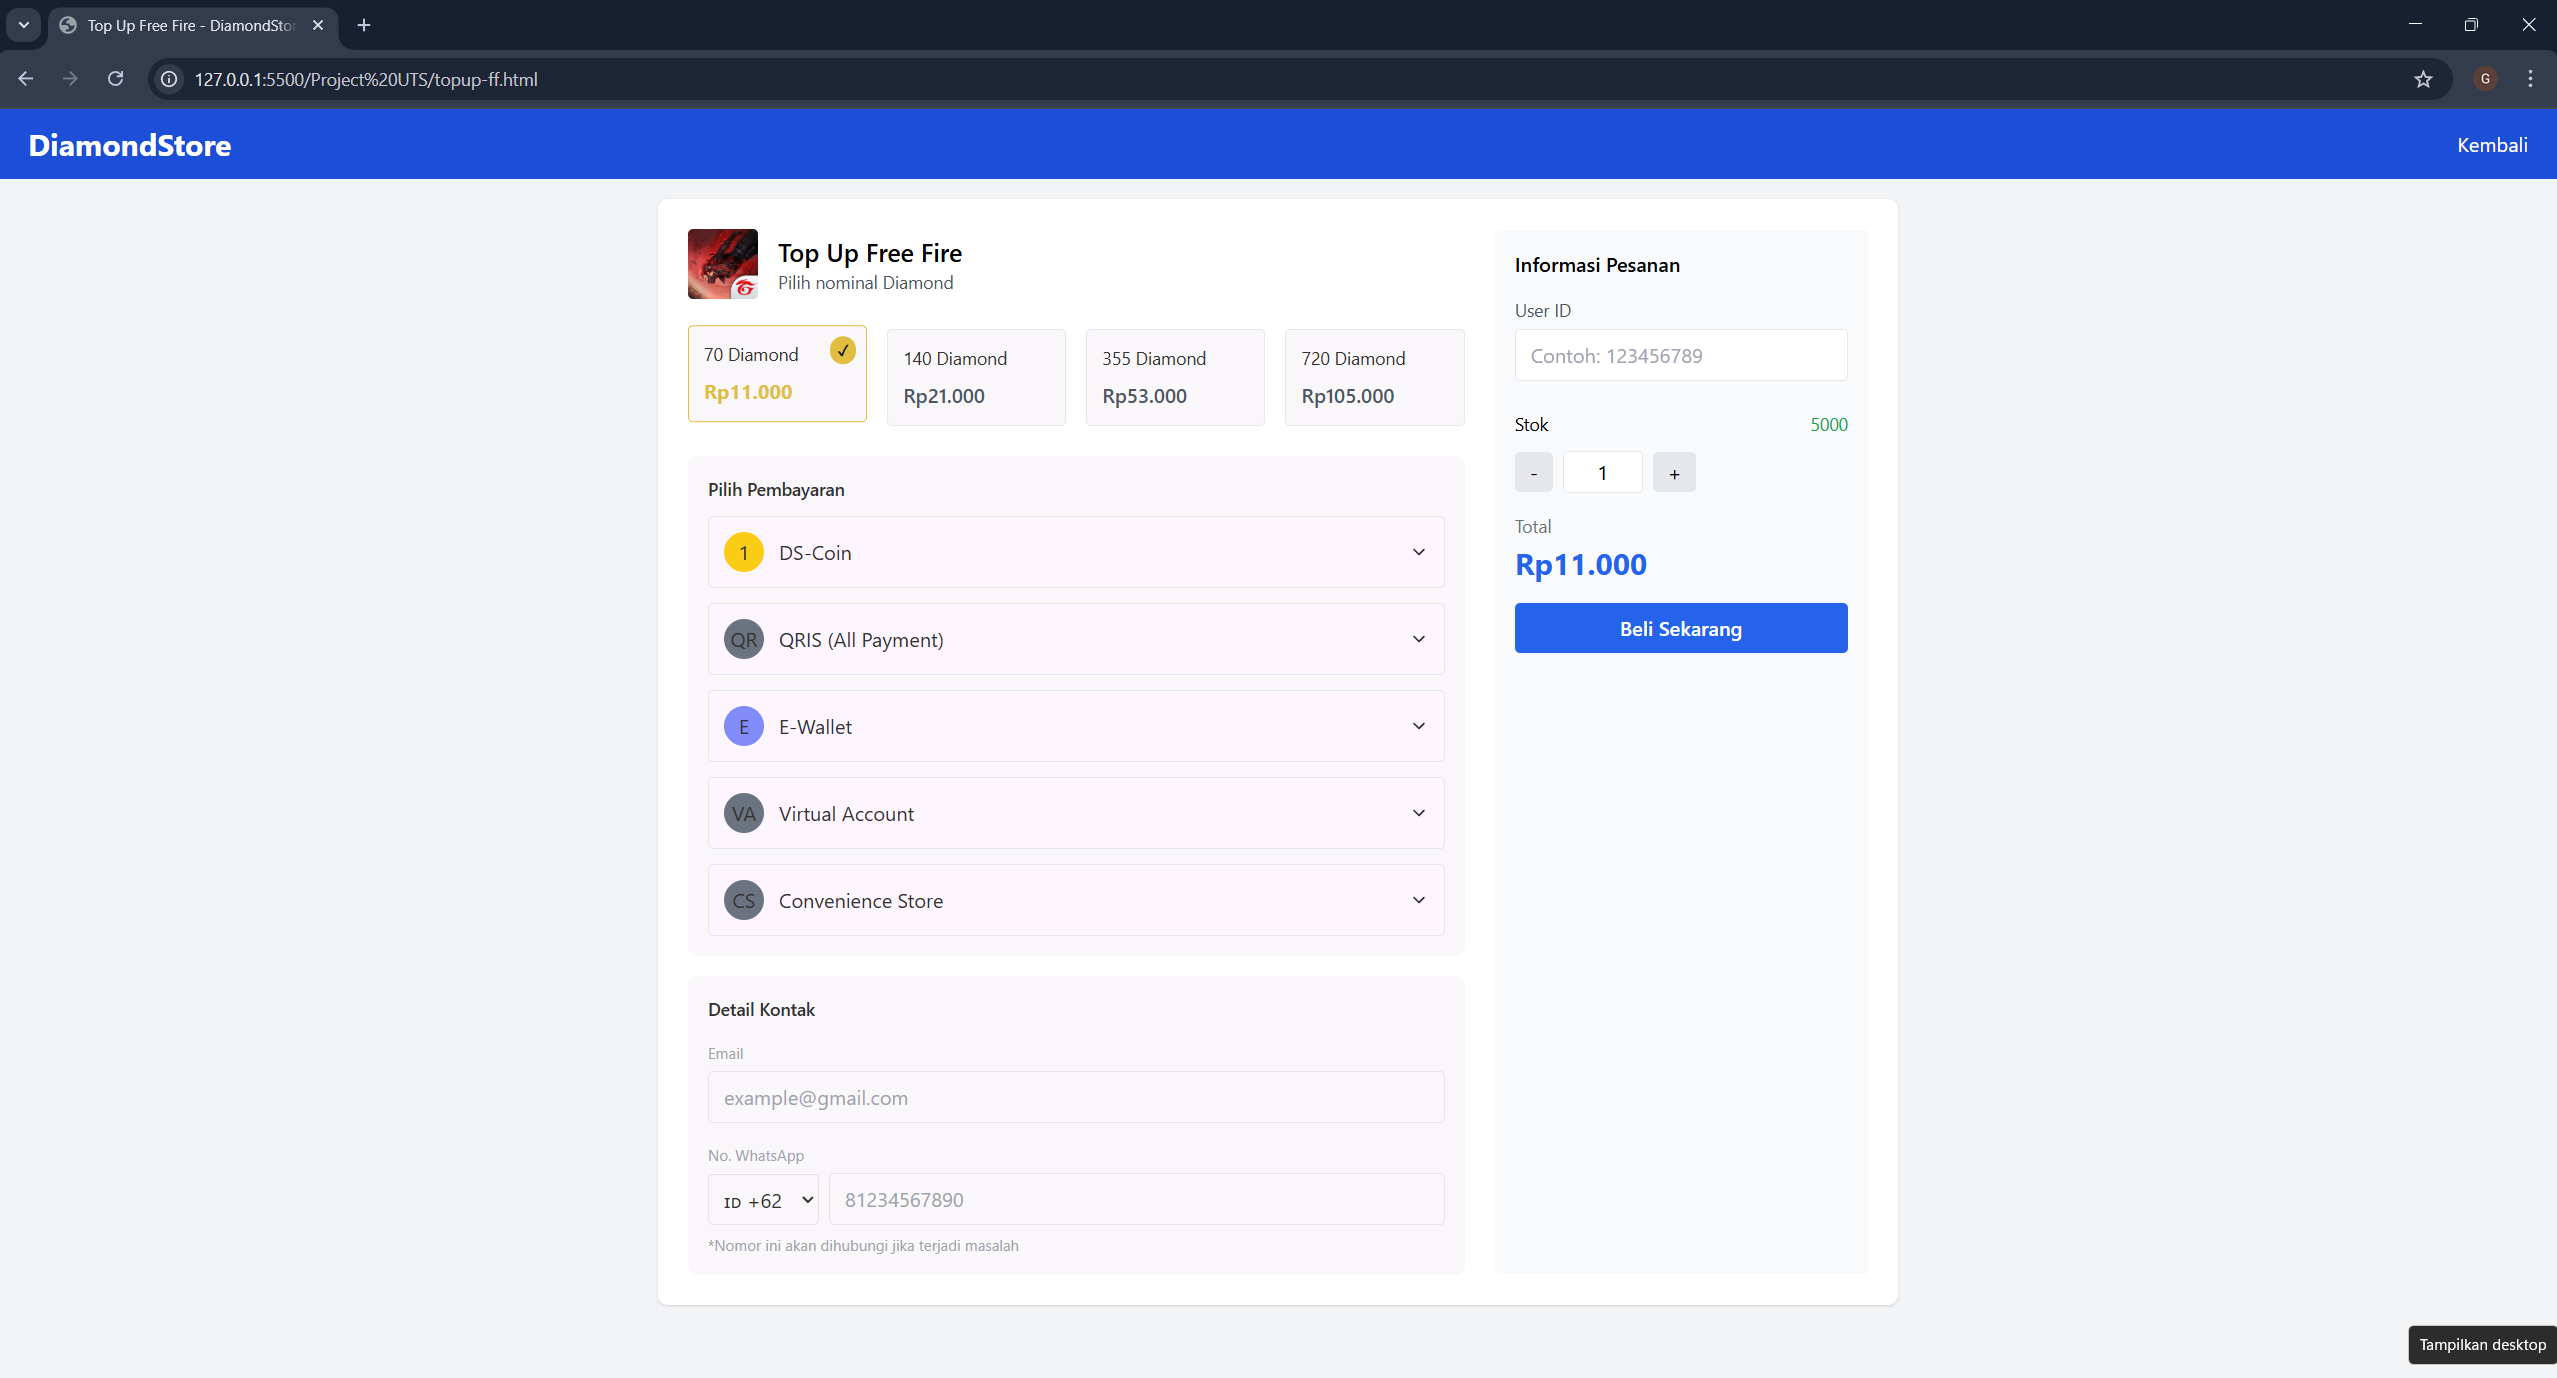 Top Up Free Fire - DiamondSto
127.0.0.1:5500/Project%20UTS/topup-ff.html
G
DiamondStore
Kembali
Top Up Free Fire
Pilih nominal Diamond
70 Diamond
Rp11.000
140 Diamond
Rp21.000
355 Diamond
Rp53.000
720 Diamond
Rp105.000
Pilih Pembayaran
1 DS-Coin
QR QRIS (All Payment)
E E-Wallet
VA Virtual Account
CS Convenience Store
Detail Kontak
Email
example@gmail.com
No. WhatsApp
ID +62 81234567890
*Nomor ini akan dihubungi jika terjadi masalah
Informasi Pesanan
User ID
Contoh: 123456789
Stok 5000
- 1 +
Total
Rp11.000
Beli Sekarang
Tampilkan desktop